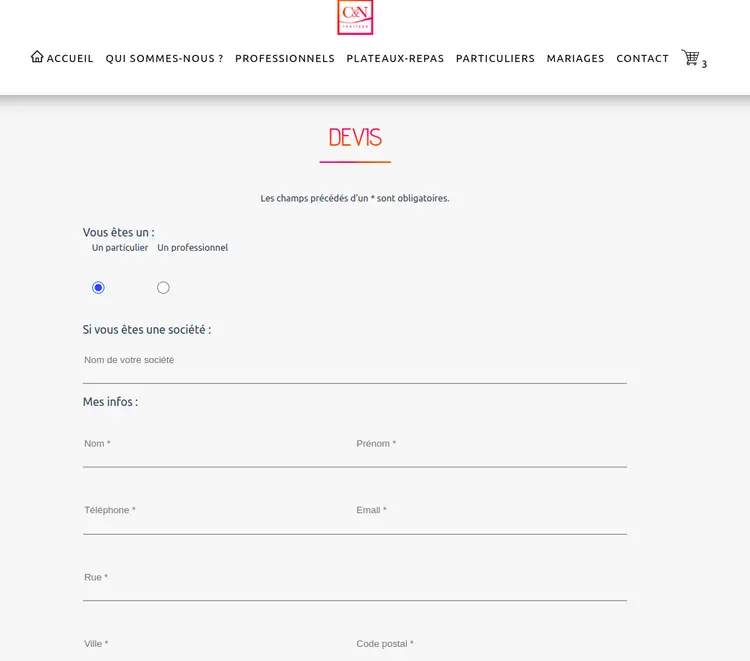 C&N
ACCUEIL QUI SOMMES-NOUS ? PROFESSIONNELS PLATEAUX-REPAS PARTICULIERS MARIAGES CONTACT 3
DEVIS
Les champs précédés d'un * sont obligatoires.
Vous êtes un :
Un particulier Un professionnel
Si vous êtes une société :
Nom de votre société
Mes infos :
Nom * Prénom *
Téléphone * Email *
Rue *
Ville * Code postal *